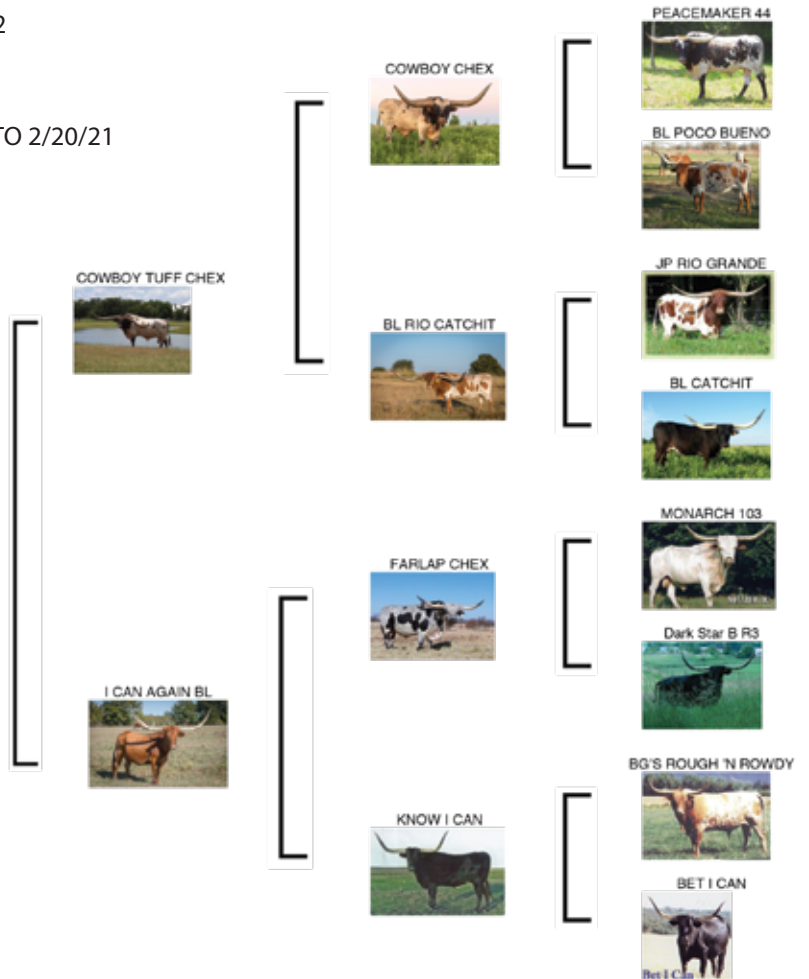 2
TO 2/20/21
PEACEMAKER 44
COWBOY CHEX
BL POCO BUENO
COWBOY TUFF CHEX
JP RIO GRANDE
BL RIO CATCHIT
BL CATCHIT
MONARCH 103
FARLAP CHEX
Dark Star B R3
I CAN AGAIN BL
BG'S ROUGH 'N ROWDY
KNOW I CAN
BET I CAN
Bet I Can